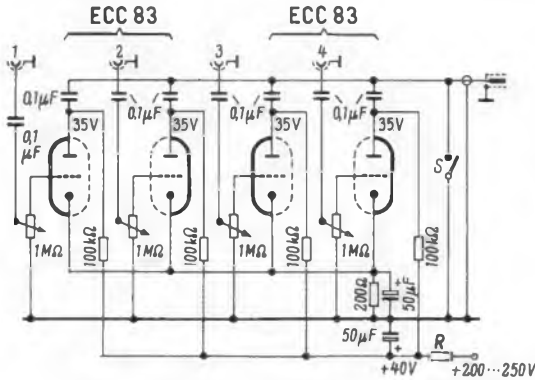 ECC 83 ECC 83
1 2 3 4
0,1µF 0,1µF 0,1µF 0,1µF
35V 35V 35V 35V
0,1 µF
S
1MΩ 1MΩ 1MΩ 1MΩ
100kΩ 100kΩ 100kΩ 100kΩ
200Ω
+
50µF
50µF
+
R
+40V
+200...250V